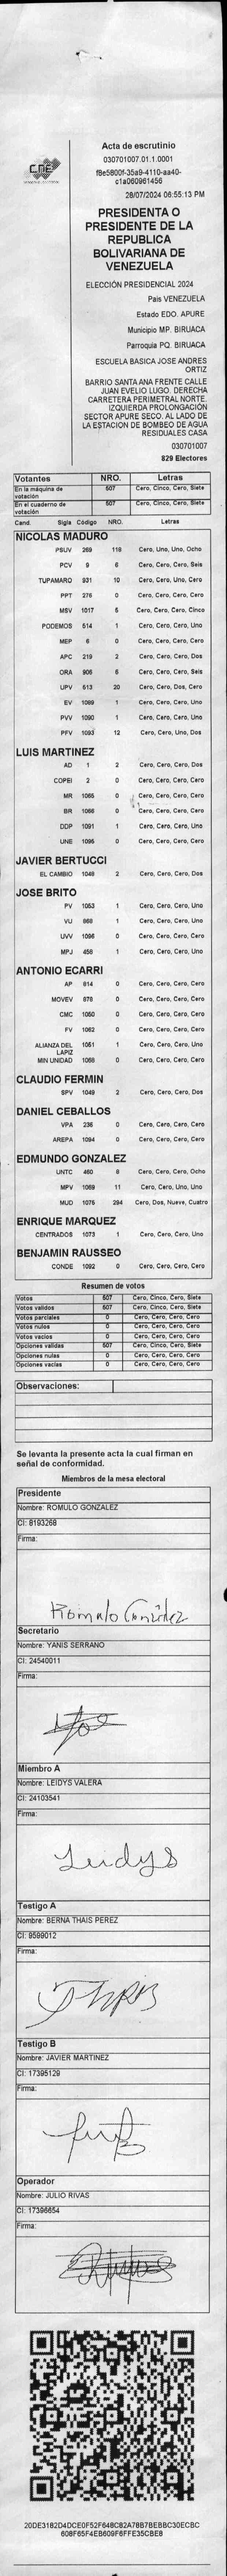 CNE
Acta de escrutinio
030701007.01.1.0001
f8e5800f-35a9-4110-aa40-
c1a060961456
28/07/2024 06:55:13 PM
PRESIDENTA O
PRESIDENTE DE LA
REPUBLICA
BOLIVARIANA DE
VENEZUELA
ELECCIÓN PRESIDENCIAL 2024
Pais VENEZUELA
Estado EDO. APURE
Municipio MP. BIRUACA
Parroquia PQ. BIRUACA
ESCUELA BASICA JOSE ANDRES
ORTIZ
BARRIO SANTA ANA FRENTE CALLE
JUAN EVELIO LUGO. DERECHA
CARRETERA PERIMETRAL NORTE.
IZQUIERDA PROLONGACIÓN
SECTOR APURE SECO. AL LADO DE
LA ESTACION DE BOMBEO DE AGUA
RESIDUALES CASA
030701007
829 Electores
Votantes NRO. Letras
En la máquina de votación 507 Cero, Cinco, Cero, Siete
En el cuaderno de votación 507 Cero, Cinco, Cero, Siete
Cand. Sigla Código NRO. Letras
NICOLAS MADURO
PSUV 269 118 Cero, Uno, Uno, Ocho
PCV 9 6 Cero, Cero, Cero, Seis
TUPAMARO 931 10 Cero, Cero, Uno, Cero
PPT 276 0 Cero, Cero, Cero, Cero
MSV 1017 5 Cero, Cero, Cero, Cinco
PODEMOS 514 1 Cero, Cero, Cero, Uno
MEP 6 0 Cero, Cero, Cero, Cero
APC 219 2 Cero, Cero, Cero, Dos
ORA 906 6 Cero, Cero, Cero, Seis
UPV 613 20 Cero, Cero, Dos, Cero
EV 1089 1 Cero, Cero, Cero, Uno
PVV 1090 1 Cero, Cero, Cero, Uno
PFV 1093 12 Cero, Cero, Uno, Dos
LUIS MARTINEZ
AD 1 2 Cero, Cero, Cero, Dos
COPEI 2 0 Cero, Cero, Cero, Cero
MR 1065 0 Cero, Cero, Cero, Cero
BR 1086 0 Cero, Cero, Cero, Cero
DDP 1091 1 Cero, Cero, Cero, Uno
UNE 1095 0 Cero, Cero, Cero, Cero
JAVIER BERTUCCI
EL CAMBIO 1048 2 Cero, Cero, Cero, Dos
JOSE BRITO
PV 1053 1 Cero, Cero, Cero, Uno
VU 868 1 Cero, Cero, Cero, Uno
UVV 1096 0 Cero, Cero, Cero, Cero
MPJ 458 1 Cero, Cero, Cero, Uno
ANTONIO ECARRI
AP 814 0 Cero, Cero, Cero, Cero
MOVEV 878 0 Cero, Cero, Cero, Cero
CMC 1050 0 Cero, Cero, Cero, Cero
FV 1062 0 Cero, Cero, Cero, Cero
ALIANZA DEL LAPIZ 1051 1 Cero, Cero, Cero, Uno
MIN UNIDAD 1068 0 Cero, Cero, Cero, Cero
CLAUDIO FERMIN
SPV 1049 2 Cero, Cero, Cero, Dos
DANIEL CEBALLOS
VPA 236 0 Cero, Cero, Cero, Cero
AREPA 1094 0 Cero, Cero, Cero, Cero
EDMUNDO GONZALEZ
UNTC 460 8 Cero, Cero, Cero, Ocho
MPV 1069 11 Cero, Cero, Uno, Uno
MUD 1075 294 Cero, Dos, Nueve, Cuatro
ENRIQUE MARQUEZ
CENTRADOS 1073 1 Cero, Cero, Cero, Uno
BENJAMIN RAUSSEO
CONDE 1092 0 Cero, Cero, Cero, Cero
Resumen de votos
Votos 507 Cero, Cinco, Cero, Siete
Votos validos 507 Cero, Cinco, Cero, Siete
Votos parciales 0 Cero, Cero, Cero, Cero
Votos nulos 0 Cero, Cero, Cero, Cero
Votos vacios 0 Cero, Cero, Cero, Cero
Opciones validas 507 Cero, Cinco, Cero, Siete
Opciones nulas 0 Cero, Cero, Cero, Cero
Opciones vacias 0 Cero, Cero, Cero, Cero
Observaciones:
Se levanta la presente acta la cual firman en
señal de conformidad.
Miembros de la mesa electoral
Presidente
Nombre: ROMULO GONZALEZ
CI: 8193268
Firma:
Romulo González
Secretario
Nombre: YANIS SERRANO
CI: 24540011
Firma:
Miembro A
Nombre: LEIDYS VALERA
CI: 24103541
Firma:
Leidys
Testigo A
Nombre: BERNA THAIS PEREZ
CI: 9599012
Firma:
Testigo B
Nombre: JAVIER MARTINEZ
CI: 17395129
Firma:
Operador
Nombre: JULIO RIVAS
CI: 17396654
Firma:
20DE3182D4DCE0F52F648C82A78B7BEBBC30ECBC
608F65F4EB609F6FFE35CBE8